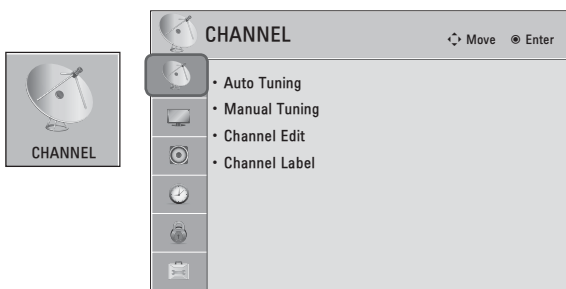 CHANNEL
CHANNEL Move Enter
• Auto Tuning
• Manual Tuning
• Channel Edit
• Channel Label